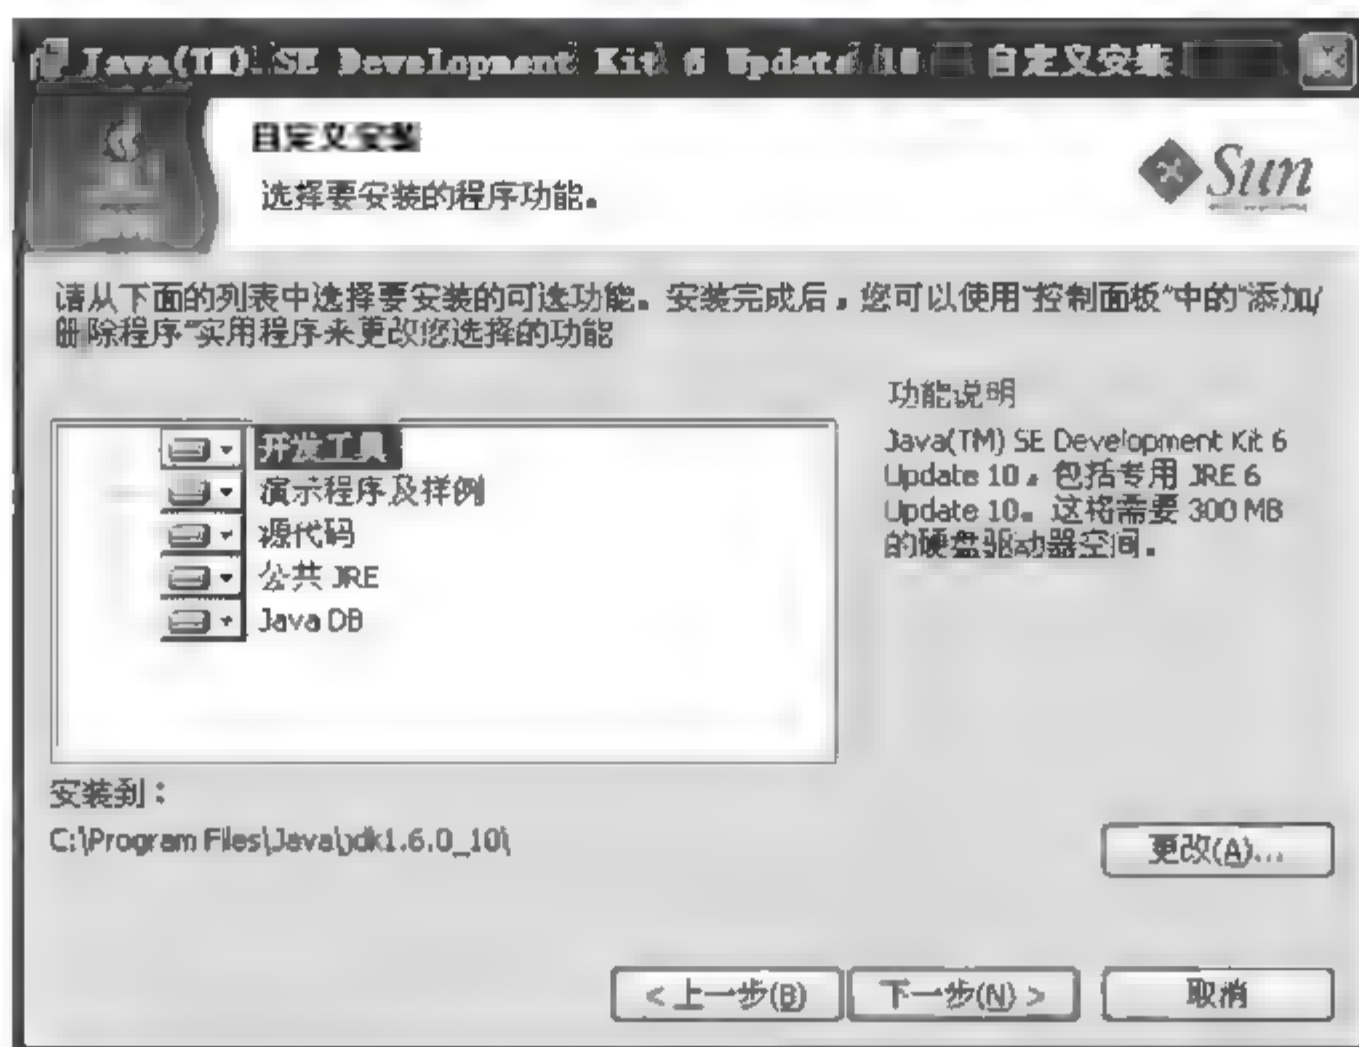 Java(TM) SE Development Kit 6 Update 10 - 自定义安装
自定义安装
选择要安装的程序功能。
Sun
请从下面的列表中选择要安装的可选功能。安装完成后，您可以使用"控制面板"中的"添加/
删除程序"实用程序来更改您选择的功能
功能说明
Java(TM) SE Development Kit 6
Update 10，包括专用 JRE 6
Update 10。这将需要 300 MB
的硬盘驱动器空间。
开发工具
演示程序及样例
源代码
公共 JRE
Java DB
安装到：
C:\Program Files\Java\jdk1.6.0_10\
更改(A)...
< 上一步(B)
下一步(N) >
取消